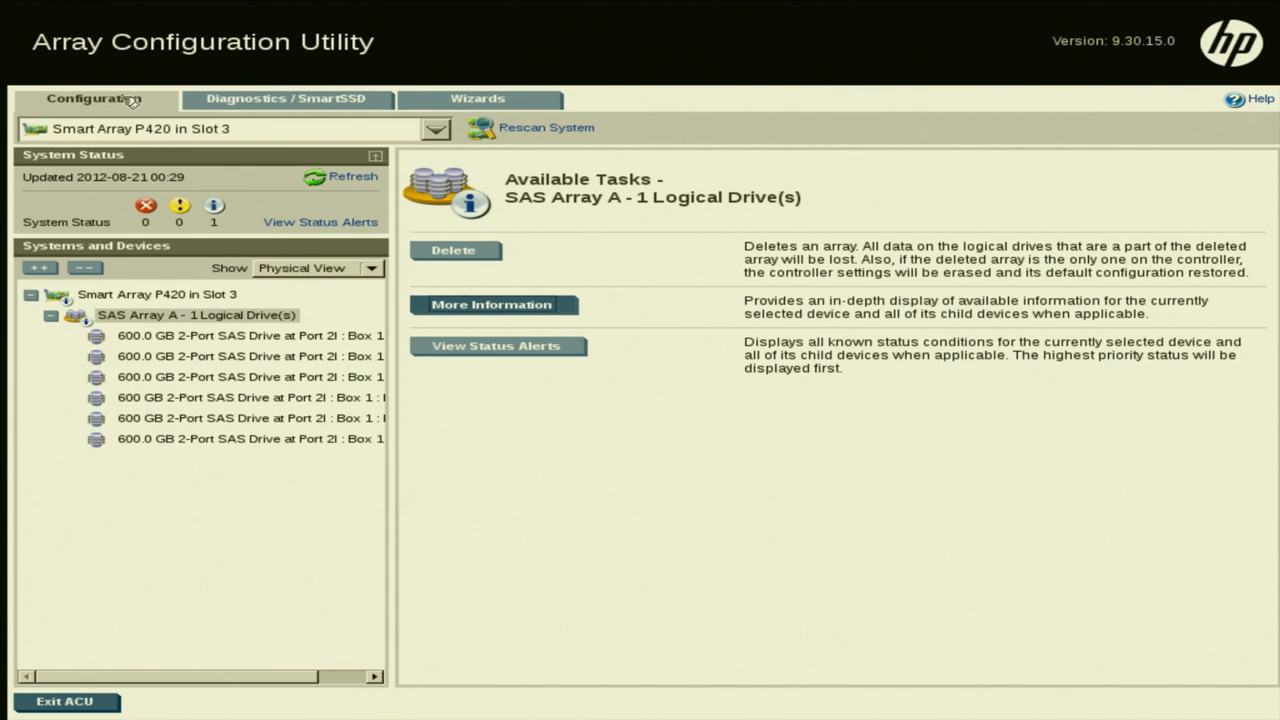 Array Configuration Utility
Version: 9.30.15.0
hp
Configuration
Diagnostics / SmartSSD
Wizards
Help
Smart Array P420 in Slot 3
Rescan System
System Status
Updated 2012-08-21 00:29
Refresh
System Status
0
0
1
View Status Alerts
Systems and Devices
++
--
Show
Physical View
Smart Array P420 in Slot 3
SAS Array A - 1 Logical Drive(s)
600.0 GB 2-Port SAS Drive at Port 2I : Box 1
600.0 GB 2-Port SAS Drive at Port 2I : Box 1
600.0 GB 2-Port SAS Drive at Port 2I : Box 1
600 GB 2-Port SAS Drive at Port 2I : Box 1 :
600 GB 2-Port SAS Drive at Port 2I : Box 1 :
600.0 GB 2-Port SAS Drive at Port 2I : Box 1
Exit ACU
Available Tasks -
SAS Array A - 1 Logical Drive(s)
Delete
Deletes an array. All data on the logical drives that are a part of the deleted
array will be lost. Also, if the deleted array is the only one on the controller,
the controller settings will be erased and its default configuration restored.
More Information
Provides an in-depth display of available information for the currently
selected device and all of its child devices when applicable.
View Status Alerts
Displays all known status conditions for the currently selected device and
all of its child devices when applicable. The highest priority status will be
displayed first.